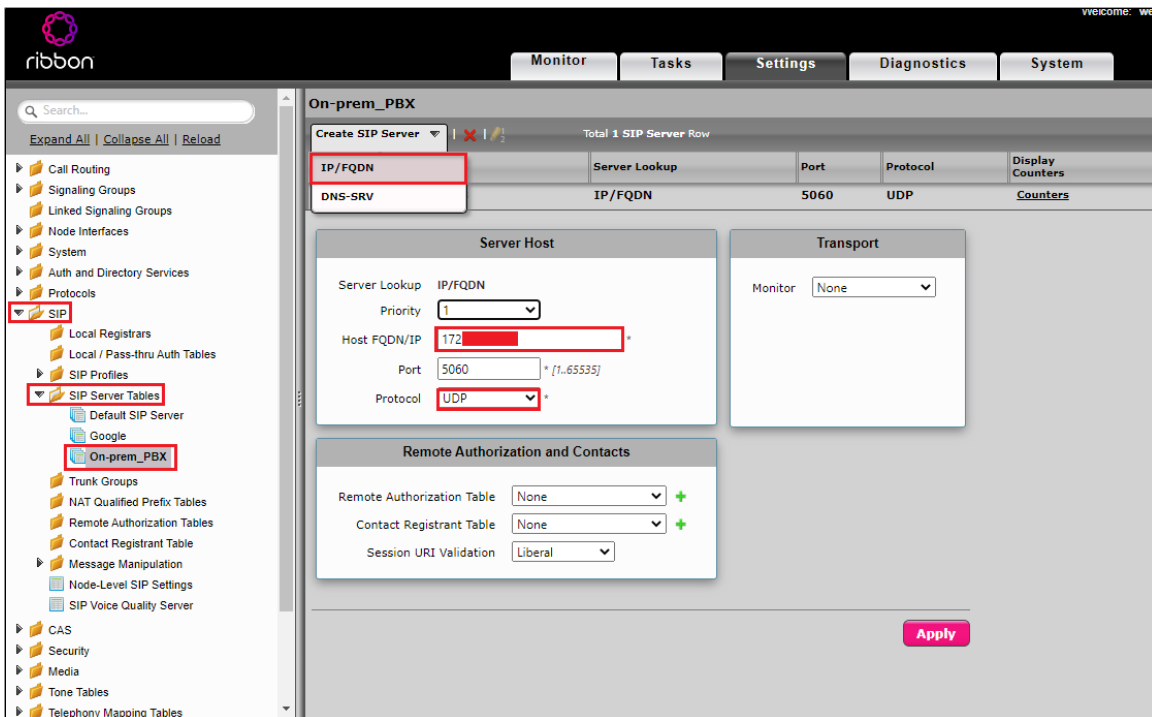 Welcome: we
ribbon
Monitor Tasks Settings Diagnostics System
Search...
Expand All | Collapse All | Reload
Call Routing
Signaling Groups
Linked Signaling Groups
Node Interfaces
System
Auth and Directory Services
Protocols
SIP
Local Registrars
Local / Pass-thru Auth Tables
SIP Profiles
SIP Server Tables
Default SIP Server
Google
On-prem_PBX
Trunk Groups
NAT Qualified Prefix Tables
Remote Authorization Tables
Contact Registrant Table
Message Manipulation
Node-Level SIP Settings
SIP Voice Quality Server
CAS
Security
Media
Tone Tables
Telephony Mapping Tables
On-prem_PBX
Create SIP Server | | Total 1 SIP Server Row
IP/FQDN
DNS-SRV
Server Lookup Port Protocol Display Counters
IP/FQDN 5060 UDP Counters
Server Host
Server Lookup IP/FQDN
Priority 1
Host FQDN/IP 172 *
Port 5060 * [1..65535]
Protocol UDP *
Transport
Monitor None
Remote Authorization and Contacts
Remote Authorization Table None
Contact Registrant Table None
Session URI Validation Liberal
Apply